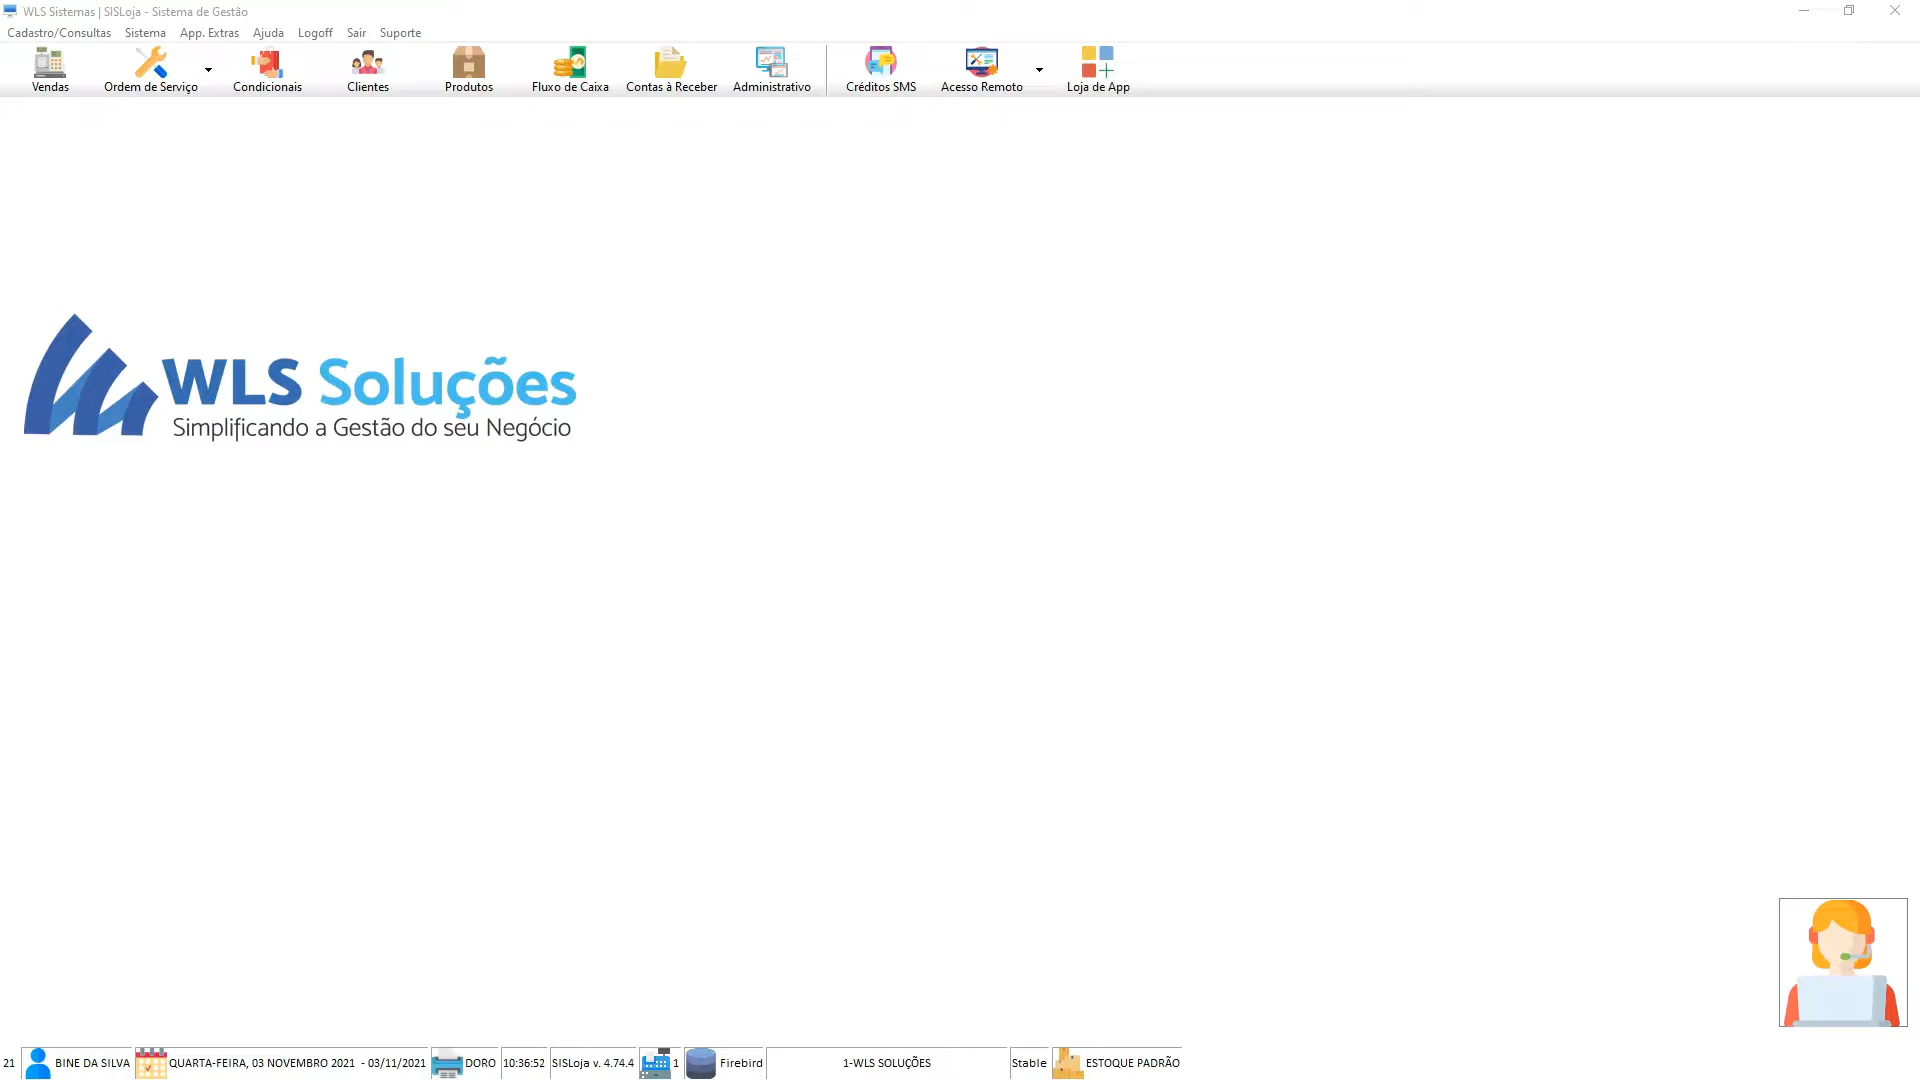 WLS Sistemas | SISLoja - Sistema de Gestão
Cadastro/Consultas Sistema App. Extras Ajuda Logoff Sair Suporte
Vendas Ordem de Serviço Condicionais Clientes Produtos Fluxo de Caixa Contas à Receber Administrativo Créditos SMS Acesso Remoto Loja de App
WLS Soluções
Simplificando a Gestão do seu Negócio
21 BINE DA SILVA QUARTA-FEIRA, 03 NOVEMBRO 2021 - 03/11/2021 DORO 10:36:52 SISLoja v. 4.74.4 1 Firebird 1-WLS SOLUÇÕES Stable ESTOQUE PADRÃO